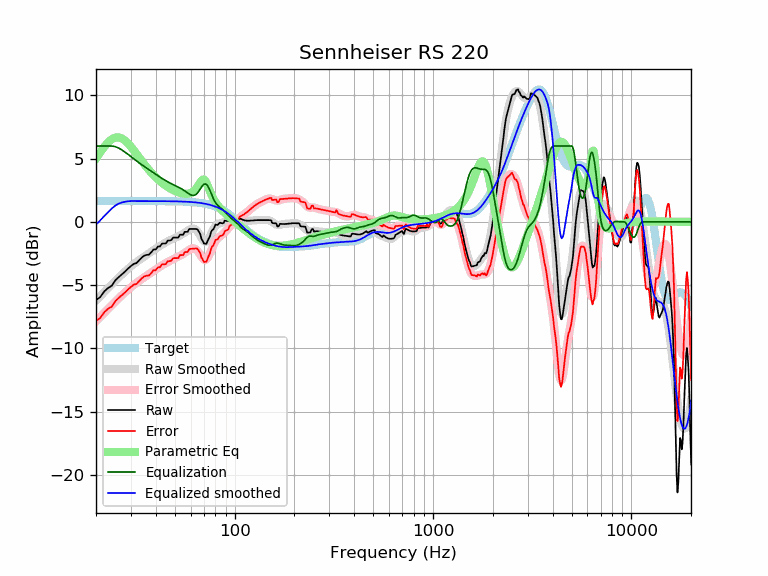 Sennheiser RS 220
Amplitude (dBr)
10
5
0
−5
−10
−15
−20
Target
Raw Smoothed
Error Smoothed
Raw
Error
Parametric Eq
Equalization
Equalized smoothed
100
1000
10000
Frequency (Hz)